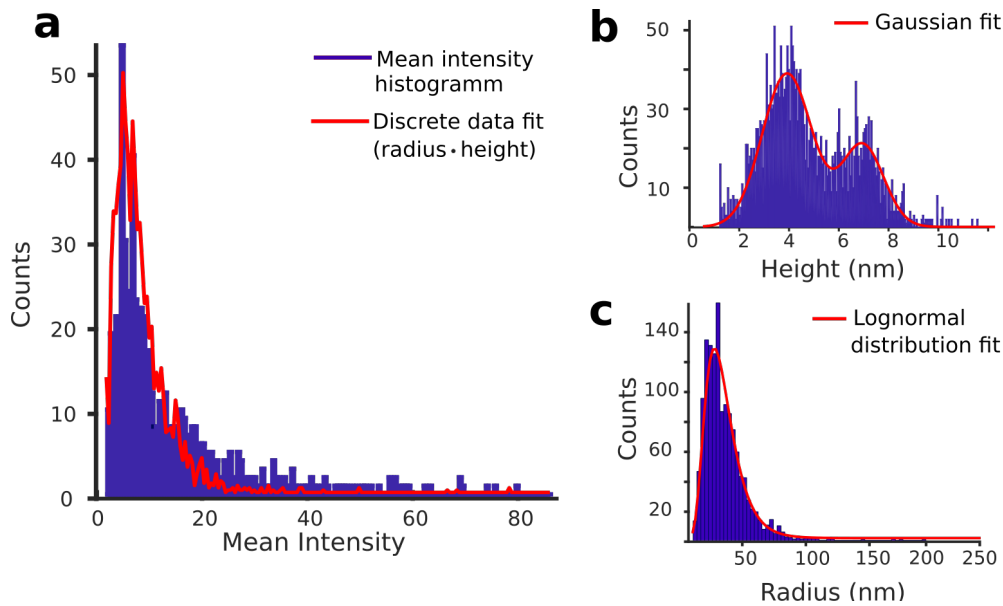 a
50
40
30
20
10
0
Counts
0
20
40
60
80
Mean Intensity
Mean intensity
histogramm
Discrete data fit
(radius·height)
b
50
30
10
Counts
0
2
4
6
8
10
Height (nm)
Gaussian fit
c
140
100
60
20
Counts
50
100
150
200
250
Radius (nm)
Lognormal
distribution fit